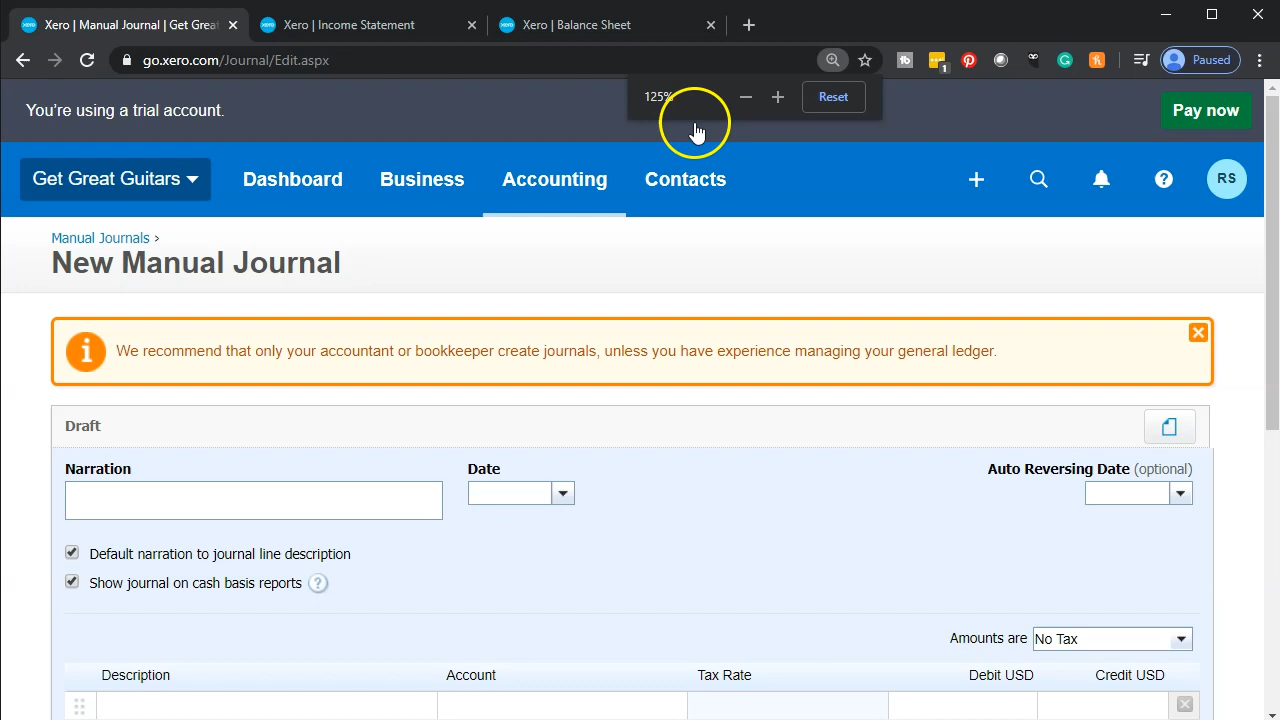 Xero | Manual Journal | Get Great
Xero | Income Statement
Xero | Balance Sheet
go.xero.com/Journal/Edit.aspx
1
Paused
125%
Reset
You're using a trial account.
Pay now
Get Great Guitars
Dashboard
Business
Accounting
Contacts
RS
Manual Journals >
New Manual Journal
We recommend that only your accountant or bookkeeper create journals, unless you have experience managing your general ledger.
Draft
Narration
Date
Auto Reversing Date (optional)
Default narration to journal line description
Show journal on cash basis reports ?
Amounts are No Tax
Description
Account
Tax Rate
Debit USD
Credit USD